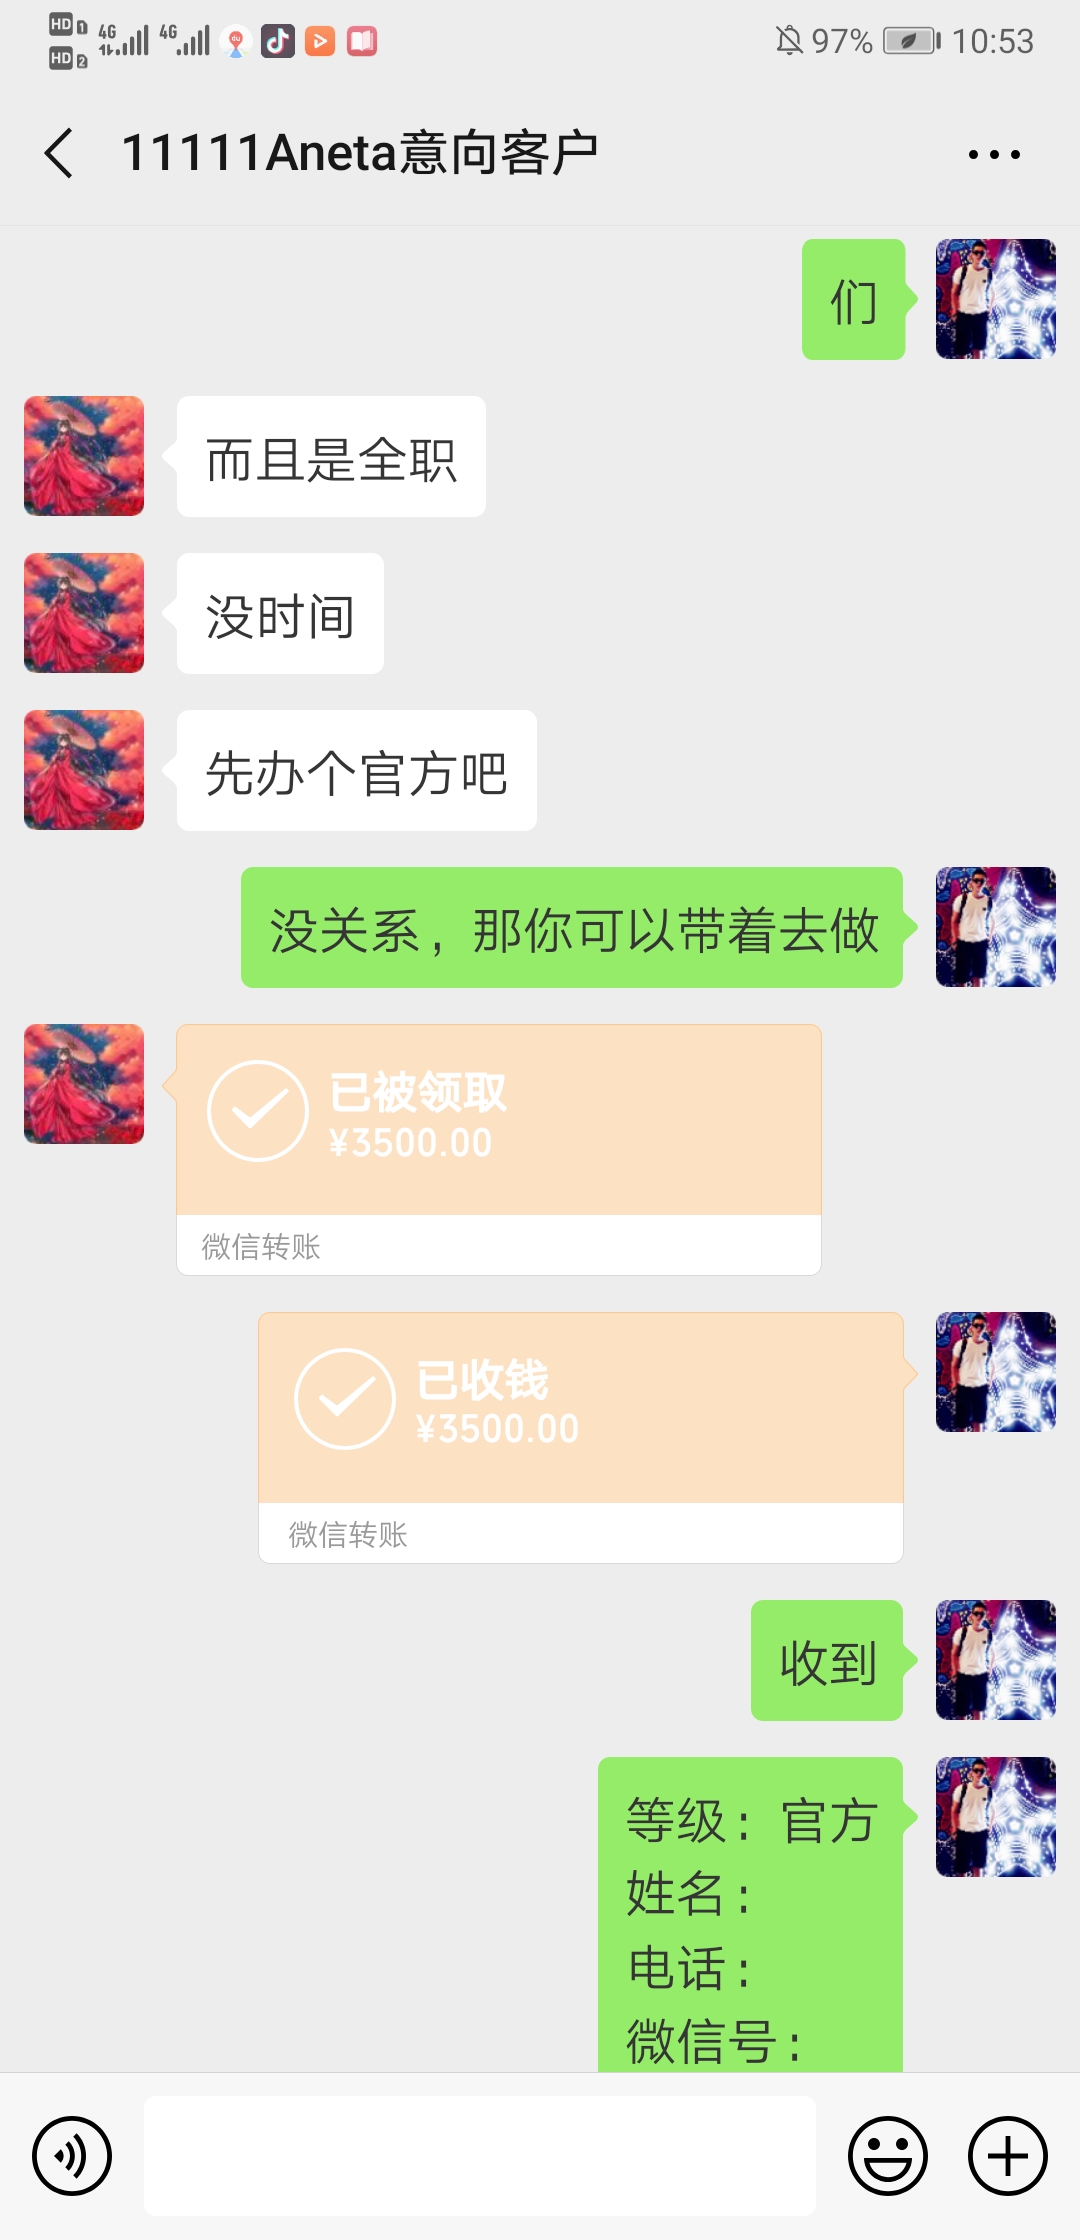 HD 1 4G 4G 97% 10:53
HD 2
11111Aneta意向客户
们
而且是全职
没时间
先办个官方吧
没关系，那你可以带着去做
已被领取
¥3500.00
微信转账
已收钱
¥3500.00
微信转账
收到
等级：官方
姓名：
电话：
微信号：